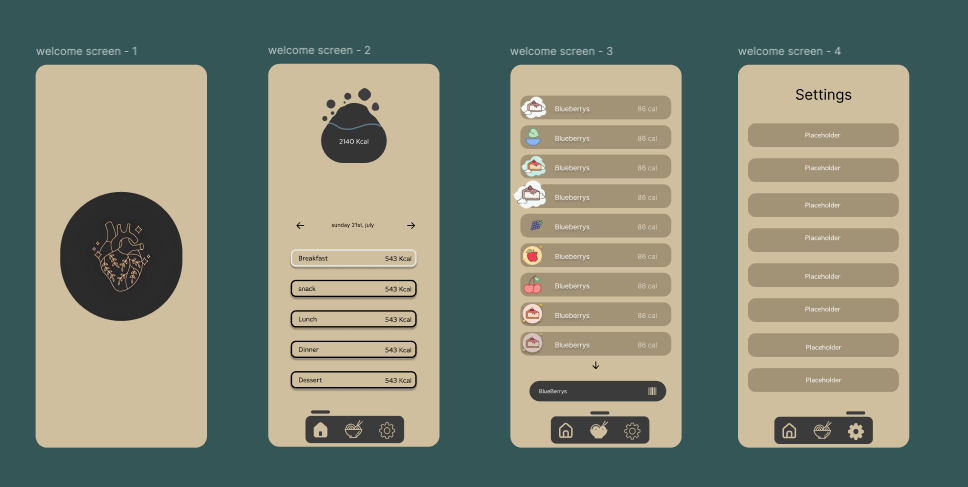 welcome screen - 1
welcome screen - 2
2140 Kcal
sunday 21st, july
Breakfast 543 Kcal
snack 543 Kcal
Lunch 543 Kcal
Dinner 543 Kcal
Dessert 543 Kcal
welcome screen - 3
Blueberrys 86 cal
Blueberrys 86 cal
Blueberrys 86 cal
Blueberrys 86 cal
Blueberrys 86 cal
Blueberrys 86 cal
Blueberrys 86 cal
Blueberrys 86 cal
Blueberrys 86 cal
BlueBerrys
welcome screen - 4
Settings
Placeholder
Placeholder
Placeholder
Placeholder
Placeholder
Placeholder
Placeholder
Placeholder